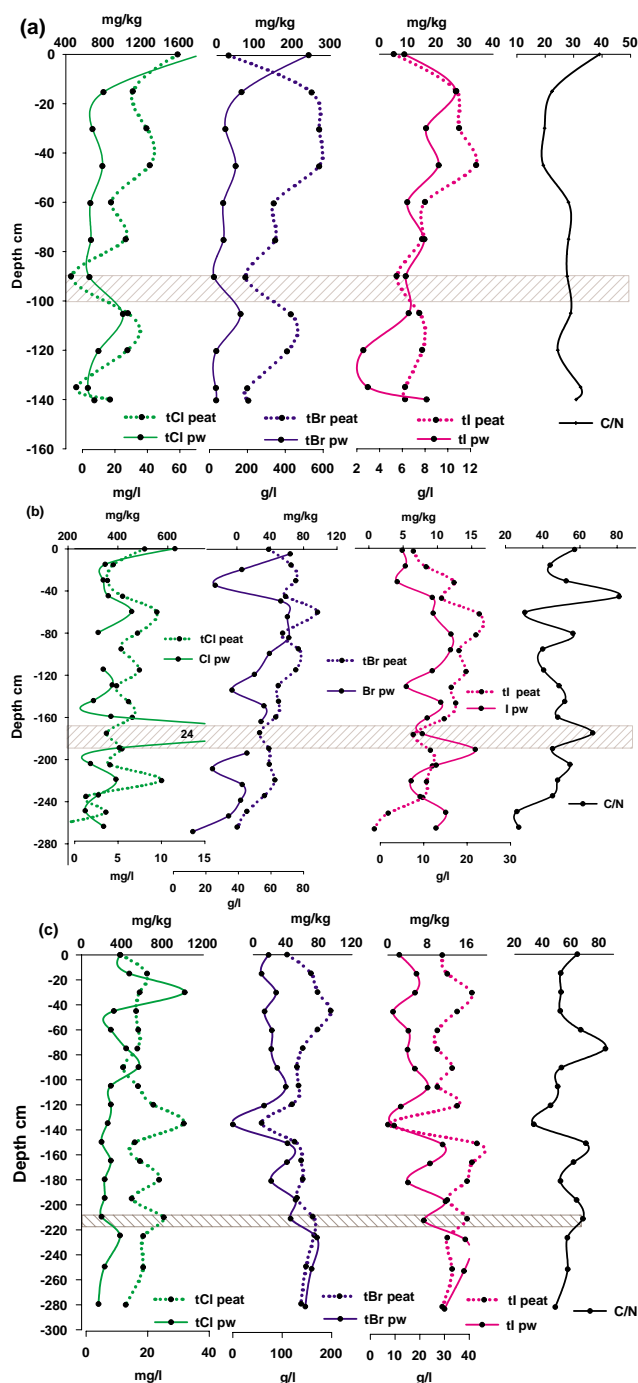 (a)
mg/kg mg/kg mg/kg
400 800 1200 1600 0 100 200 300 0 10 20 30 40 10 20 30 40 50
0
-20
-40
-60
-80
-100
-120
-140
-160
Depth cm
tCl peat tBr peat tI peat
tCl pw tBr pw tI pw C/N
0 20 40 60 0 200 400 600 2 4 6 8 10 12
mg/l g/l g/l
(b)
mg/kg mg/kg mg/kg
200 400 600 0 40 80 120 0 5 10 15 20 40 60 80
0
-40
-80
-120
-160
-200
-240
-280
Depth cm
tCl peat
Cl pw
tBr peat
Br pw
tI peat
I pw
24
C/N
0 5 10 15 0 20 40 60 80 0 10 20 30
mg/l g/l g/l
(c)
mg/kg mg/kg mg/kg
0 400 800 1200 0 40 80 120 0 8 16 20 40 60 80
0
-20
-40
-60
-80
-100
-120
-140
-160
-180
-200
-220
-240
-260
-280
-300
Depth cm
tCl peat tBr peat tI peat
tCl pw tBr pw tI pw C/N
0 20 40 0 100 200 0 10 20 30 40
mg/l g/l g/l